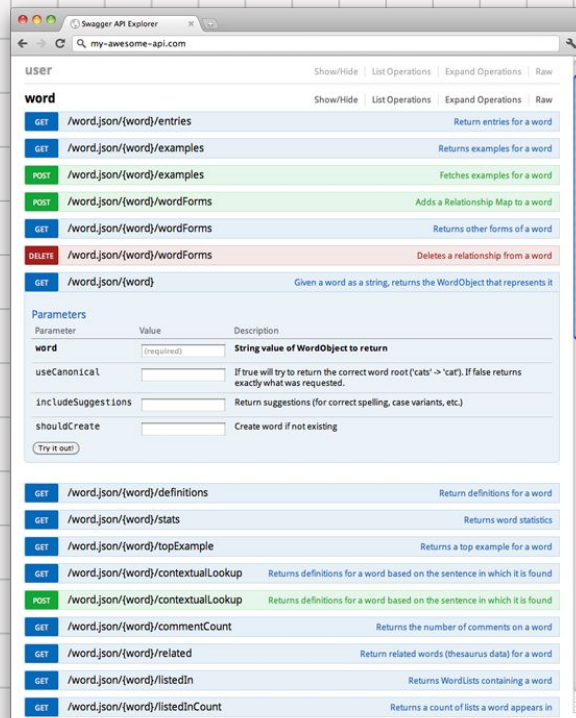 Swagger API Explorer
my-awesome-api.com
user Show/Hide List Operations Expand Operations Raw
word Show/Hide List Operations Expand Operations Raw
GET /word.json/{word}/entries Return entries for a word
GET /word.json/{word}/examples Returns examples for a word
POST /word.json/{word}/examples Fetches examples for a word
POST /word.json/{word}/wordForms Adds a Relationship Map to a word
GET /word.json/{word}/wordForms Returns other forms of a word
DELETE /word.json/{word}/wordForms Deletes a relationship from a word
GET /word.json/{word} Given a word as a string, returns the WordObject that represents it
Parameters
Parameter Value Description
word (required) String value of WordObject to return
useCanonical If true will try to return the correct word root ('cats' -> 'cat'). If false returns
exactly what was requested.
includeSuggestions Return suggestions (for correct spelling, case variants, etc.)
shouldCreate Create word if not existing
Try it out!
GET /word.json/{word}/definitions Return definitions for a word
GET /word.json/{word}/stats Returns word statistics
GET /word.json/{word}/topExample Returns a top example for a word
GET /word.json/{word}/contextualLookup Returns definitions for a word based on the sentence in which it is found
POST /word.json/{word}/contextualLookup Returns definitions for a word based on the sentence in which it is found
GET /word.json/{word}/commentCount Returns the number of comments on a word
GET /word.json/{word}/related Return related words (thesaurus data) for a word
GET /word.json/{word}/listedIn Returns WordLists containing a word
GET /word.json/{word}/listedInCount Returns a count of lists a word appears in